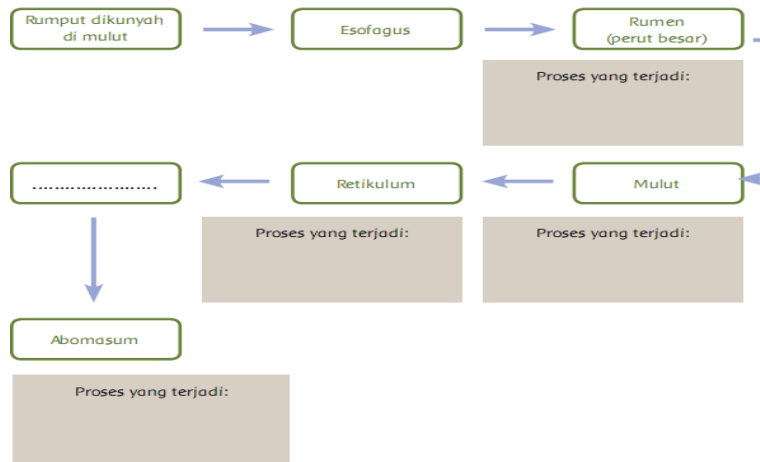 Rumput dikunyah
di mulut
Esofagus
Rumen
(perut besar)
Proses yang terjadi:
.....................
Retikulum
Mulut
Proses yang terjadi:
Proses yang terjadi:
Abomasum
Proses yang terjadi: